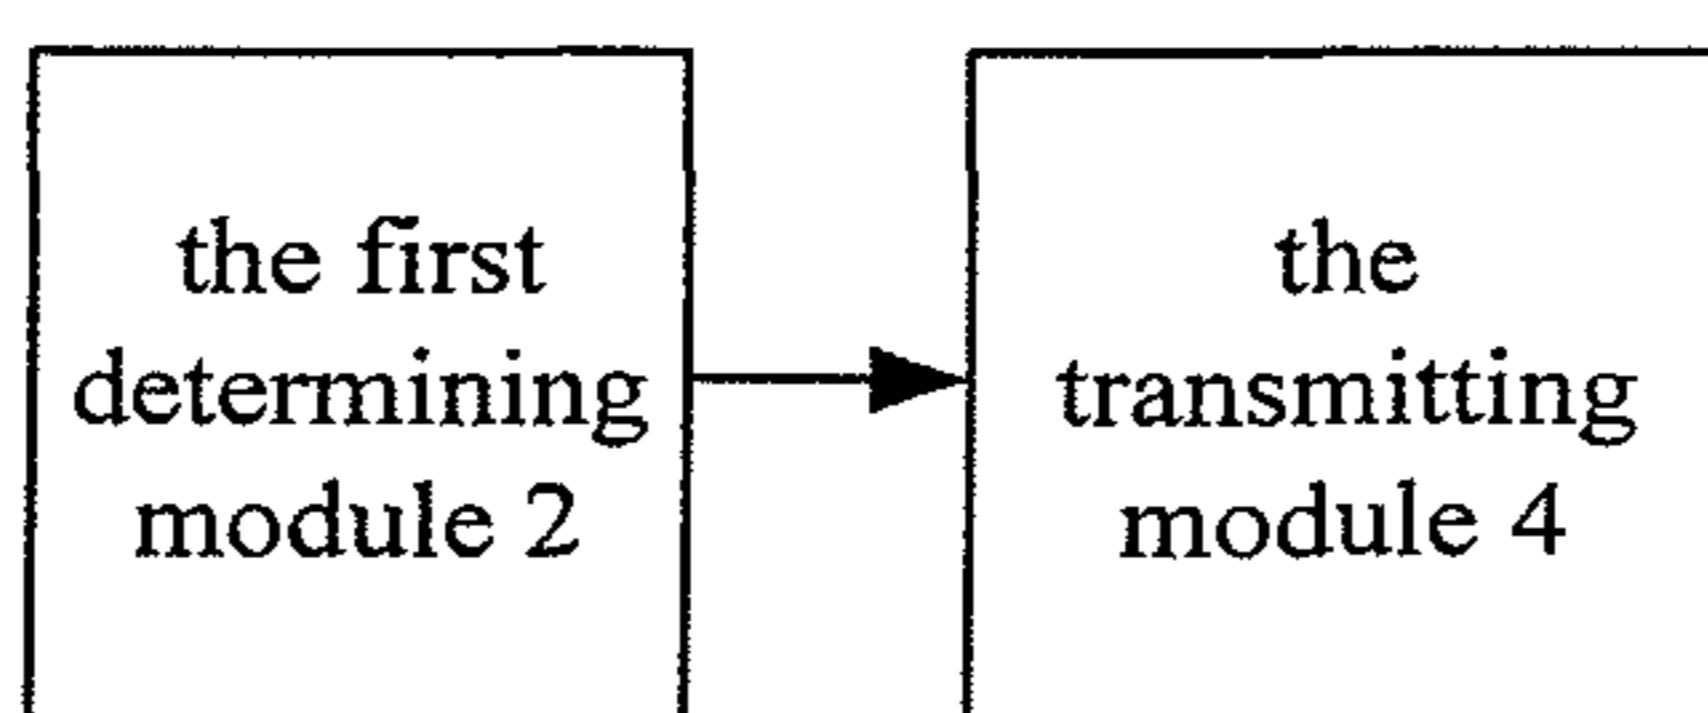 the first
determining
module 2
the
transmitting
module 4